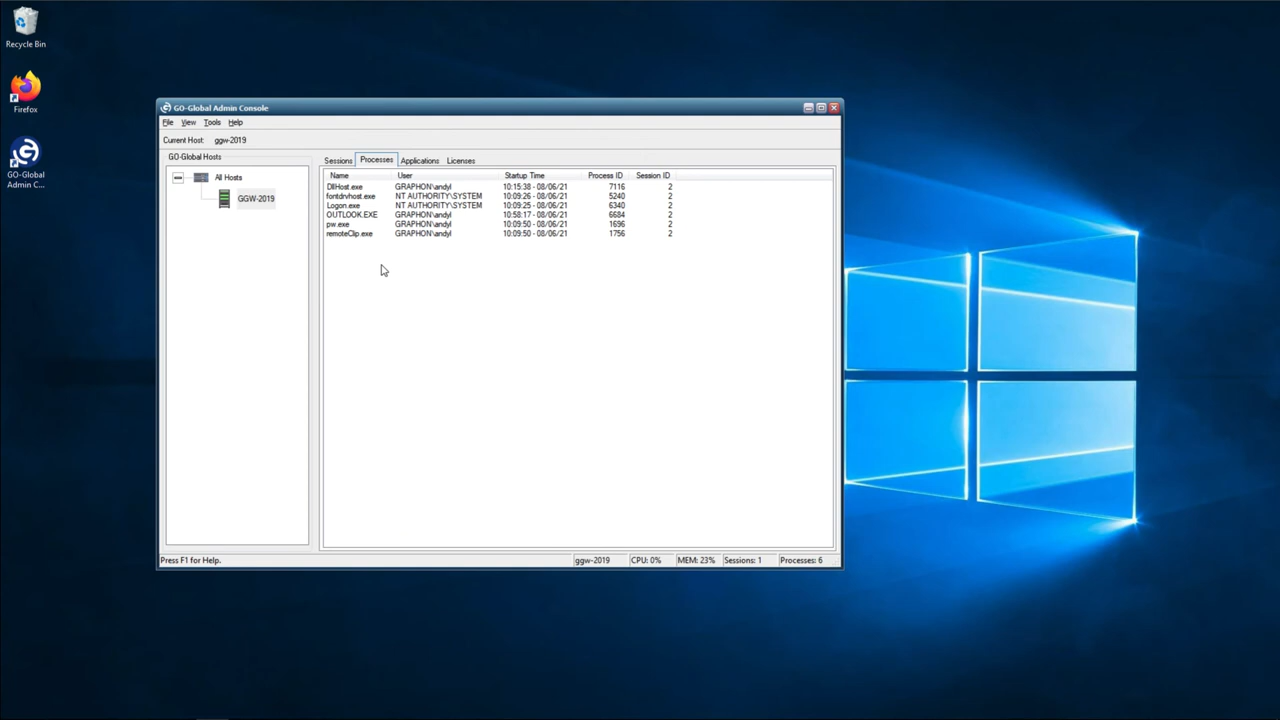 Recycle Bin
Firefox
GO-Global
Admin C...
GO-Global Admin Console
File View Tools Help
Current Host: ggw-2019
GO-Global Hosts
All Hosts
GGW-2019
Sessions Processes Applications Licenses
Name User Startup Time Process ID Session ID
DllHost.exe GRAPHON\andyl 10:15:38 - 08/06/21 7116 2
fontdrvhost.exe NT AUTHORITY\SYSTEM 10:09:26 - 08/06/21 5240 2
Logon.exe NT AUTHORITY\SYSTEM 10:09:25 - 08/06/21 6340 2
OUTLOOK.EXE GRAPHON\andyl 10:58:17 - 08/06/21 6684 2
pw.exe GRAPHON\andyl 10:09:50 - 08/06/21 1696 2
remoteClip.exe GRAPHON\andyl 10:09:50 - 08/06/21 1756 2
Press F1 for Help. ggw-2019 CPU: 0% MEM: 23% Sessions: 1 Processes: 6